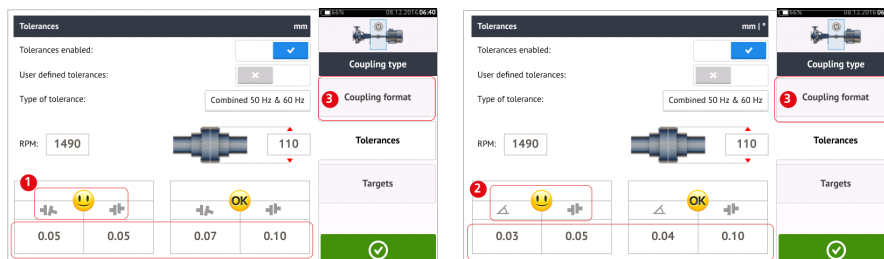 66% 08.12.2016 06:40
Tolerances mm
Tolerances enabled:
Coupling type
User defined tolerances:
Type of tolerance: Combined 50 Hz & 60 Hz
3 Coupling format
RPM: 1490 110
Tolerances
1
OK
Targets
0.05 0.05 0.07 0.10
66% 08.12.2016 06
Tolerances mm | °
Tolerances enabled:
Coupling type
User defined tolerances:
Type of tolerance: Combined 50 Hz & 60 Hz
3 Coupling format
RPM: 1490 110
Tolerances
2
OK
Targets
0.03 0.05 0.04 0.10